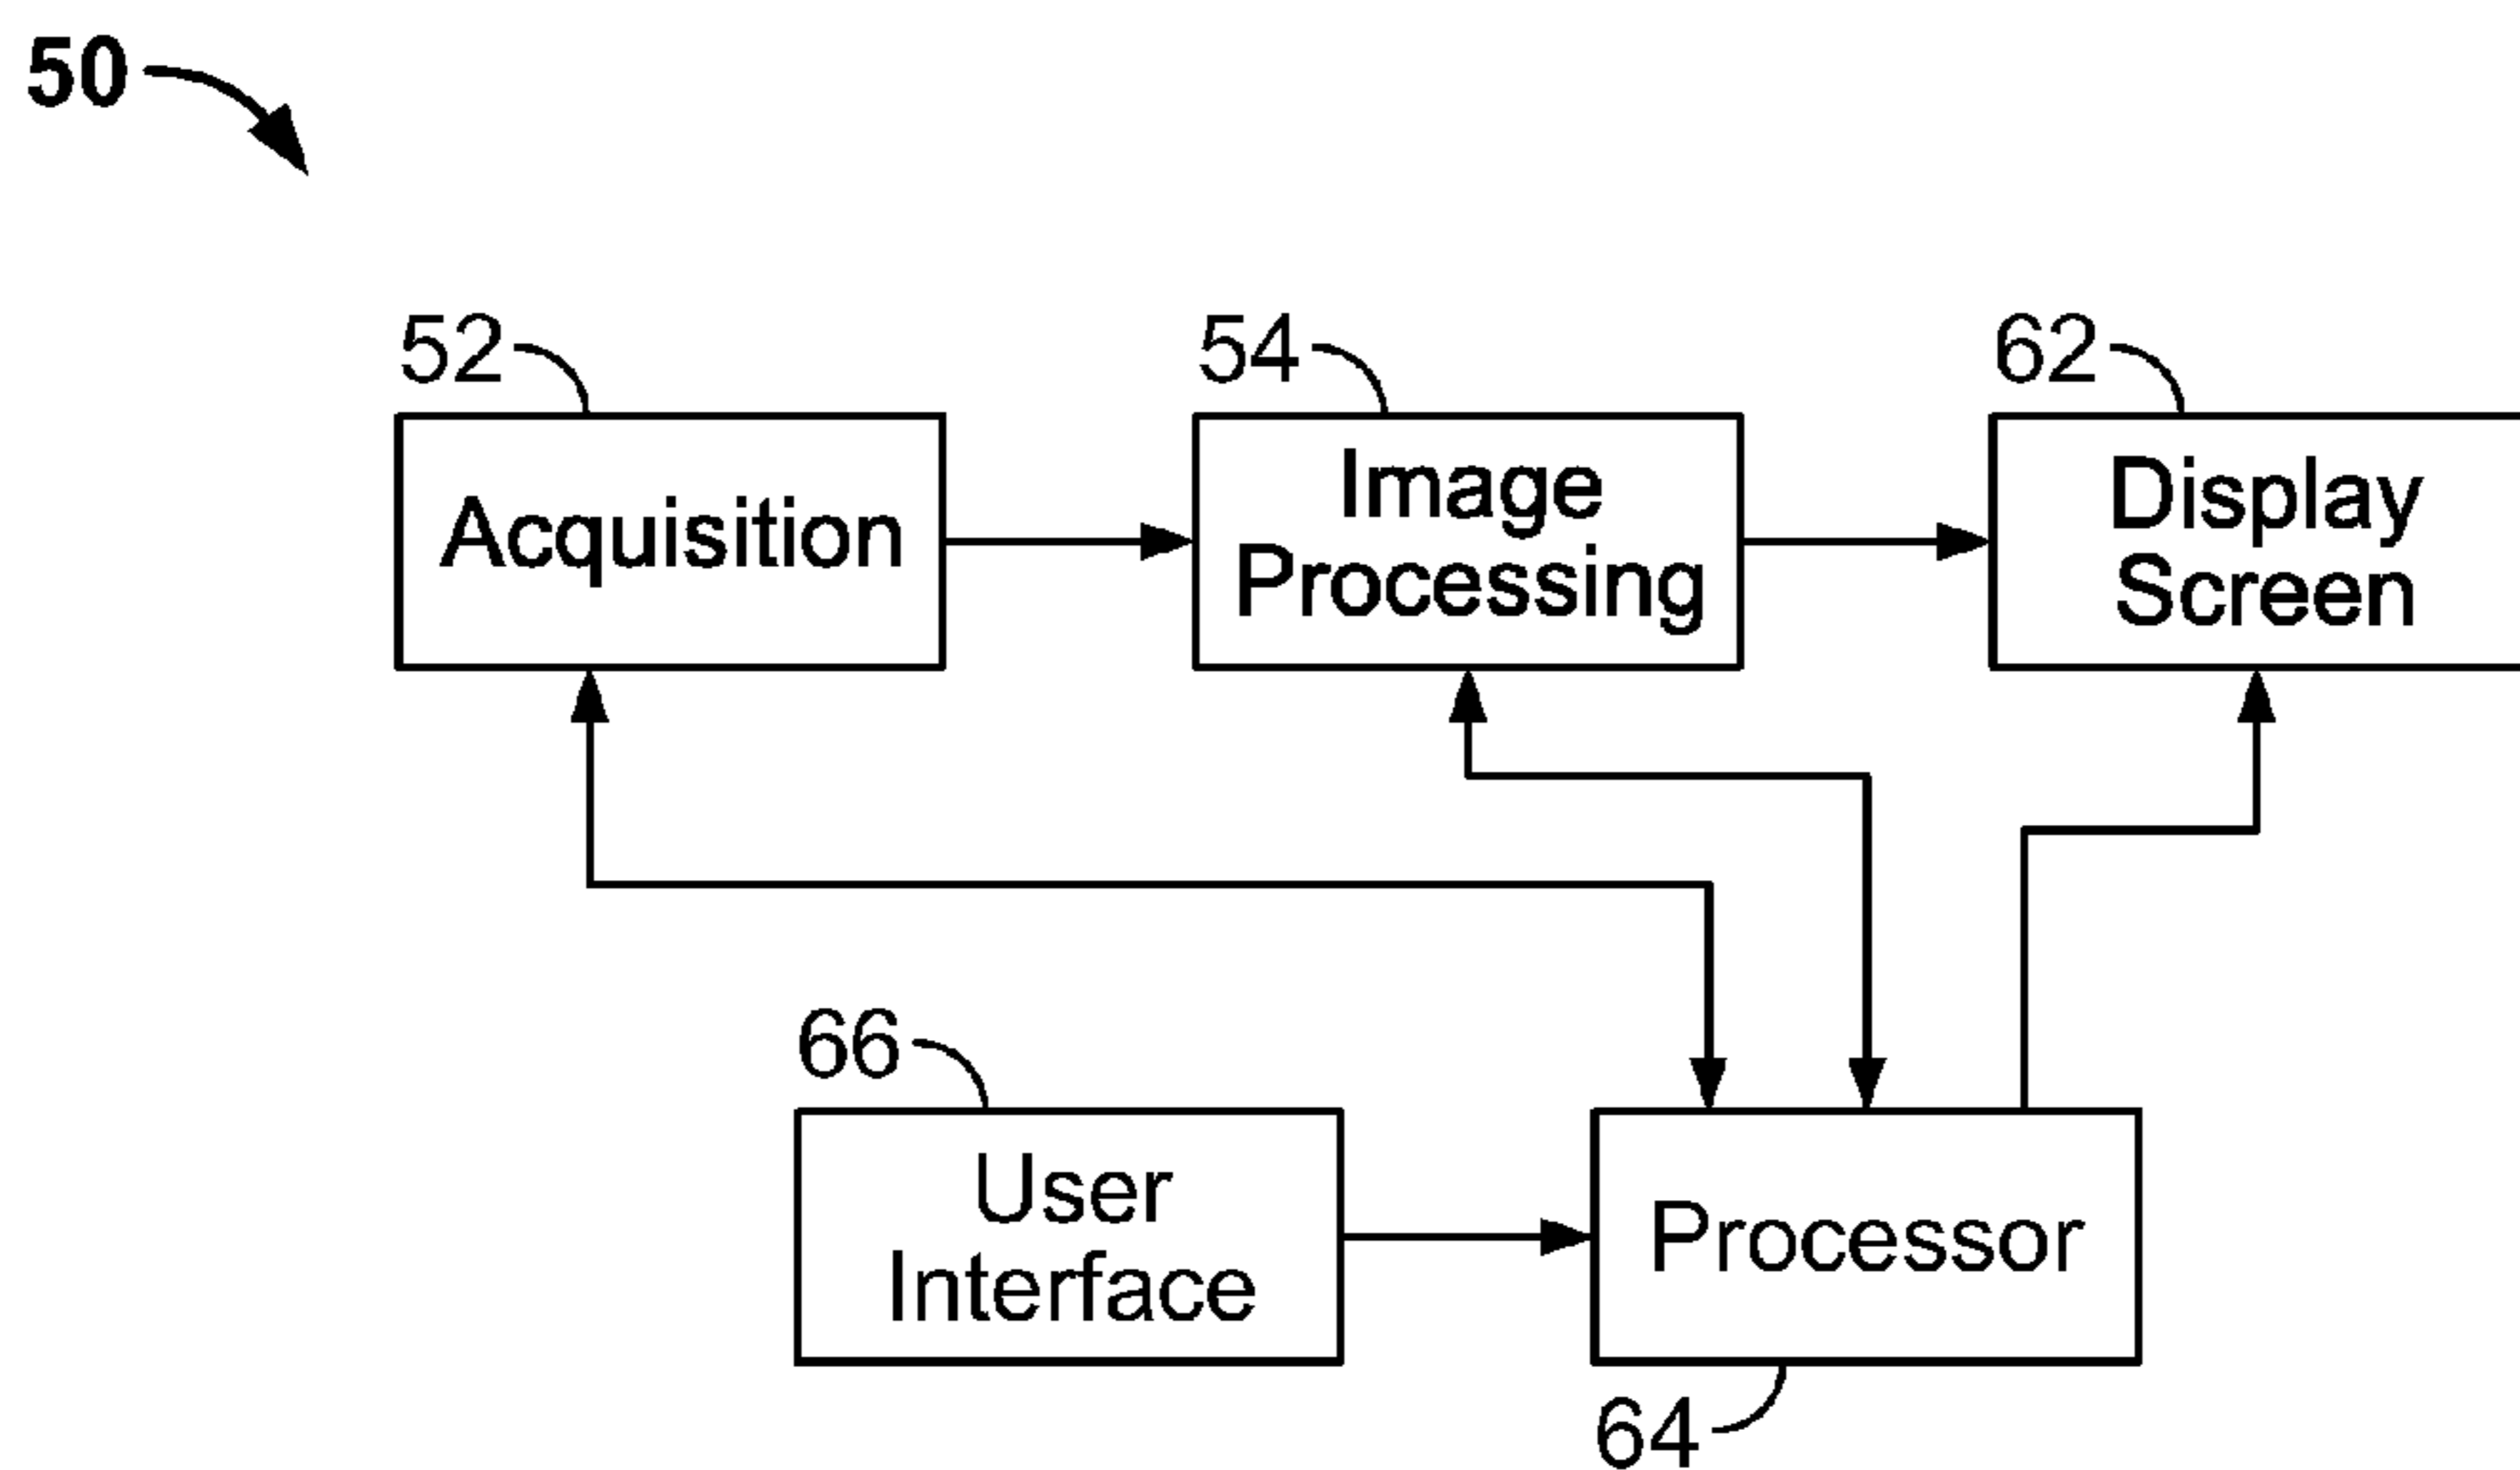 50
52
54
62
Acquisition
Image
Processing
Display
Screen
66
User
Interface
Processor
64